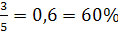 3/5 = 0,6 = 60%